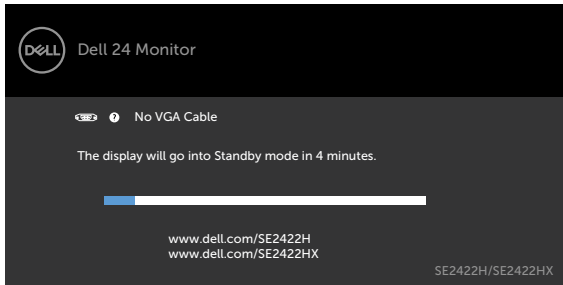 DELL
Dell 24 Monitor
? No VGA Cable
The display will go into Standby mode in 4 minutes.
www.dell.com/SE2422H
www.dell.com/SE2422HX
SE2422H/SE2422HX